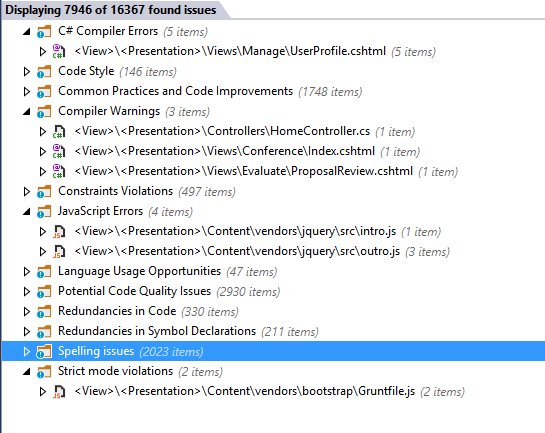 Displaying 7946 of 16367 found issues
C# Compiler Errors (5 items)
<View>\<Presentation>\Views\Manage\UserProfile.cshtml (5 items)
Code Style (146 items)
Common Practices and Code Improvements (1748 items)
Compiler Warnings (3 items)
<View>\<Presentation>\Controllers\HomeController.cs (1 item)
<View>\<Presentation>\Views\Conference\Index.cshtml (1 item)
<View>\<Presentation>\Views\Evaluate\ProposalReview.cshtml (1 item)
Constraints Violations (497 items)
JavaScript Errors (4 items)
<View>\<Presentation>\Content\vendors\jquery\src\intro.js (1 item)
<View>\<Presentation>\Content\vendors\jquery\src\outro.js (3 items)
Language Usage Opportunities (47 items)
Potential Code Quality Issues (2930 items)
Redundancies in Code (330 items)
Redundancies in Symbol Declarations (211 items)
Spelling issues (2023 items)
Strict mode violations (2 items)
<View>\<Presentation>\Content\vendors\bootstrap\Gruntfile.js (2 items)